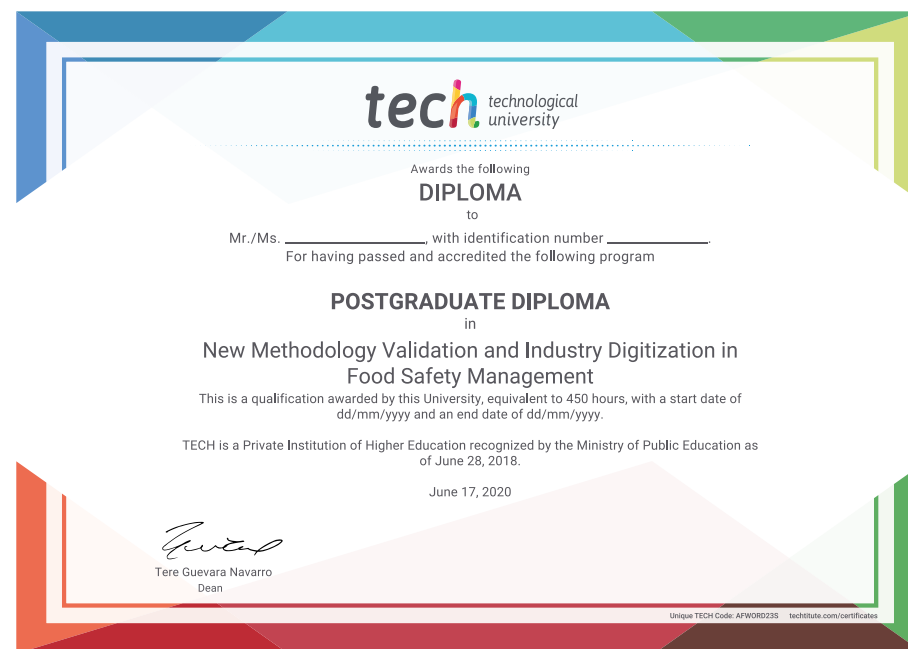 tech technological
university
Awards the following
DIPLOMA
to
Mr./Ms. ____________________, with identification number ______________.
For having passed and accredited the following program
POSTGRADUATE DIPLOMA
in
New Methodology Validation and Industry Digitization in
Food Safety Management
This is a qualification awarded by this University, equivalent to 450 hours, with a start date of
dd/mm/yyyy and an end date of dd/mm/yyyy.
TECH is a Private Institution of Higher Education recognized by the Ministry of Public Education as
of June 28, 2018.
June 17, 2020
Tere Guevara Navarro
Dean
Unique TECH Code: AFWORD23S techtitute.com/certificates